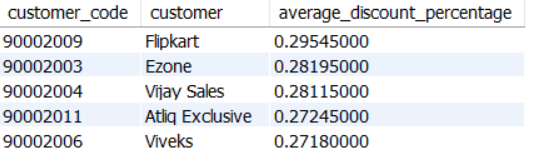 customer_code customer average_discount_percentage
90002009 Flipkart 0.29545000
90002003 Ezone 0.28195000
90002004 Vijay Sales 0.28115000
90002011 Atliq Exclusive 0.27245000
90002006 Viveks 0.27180000